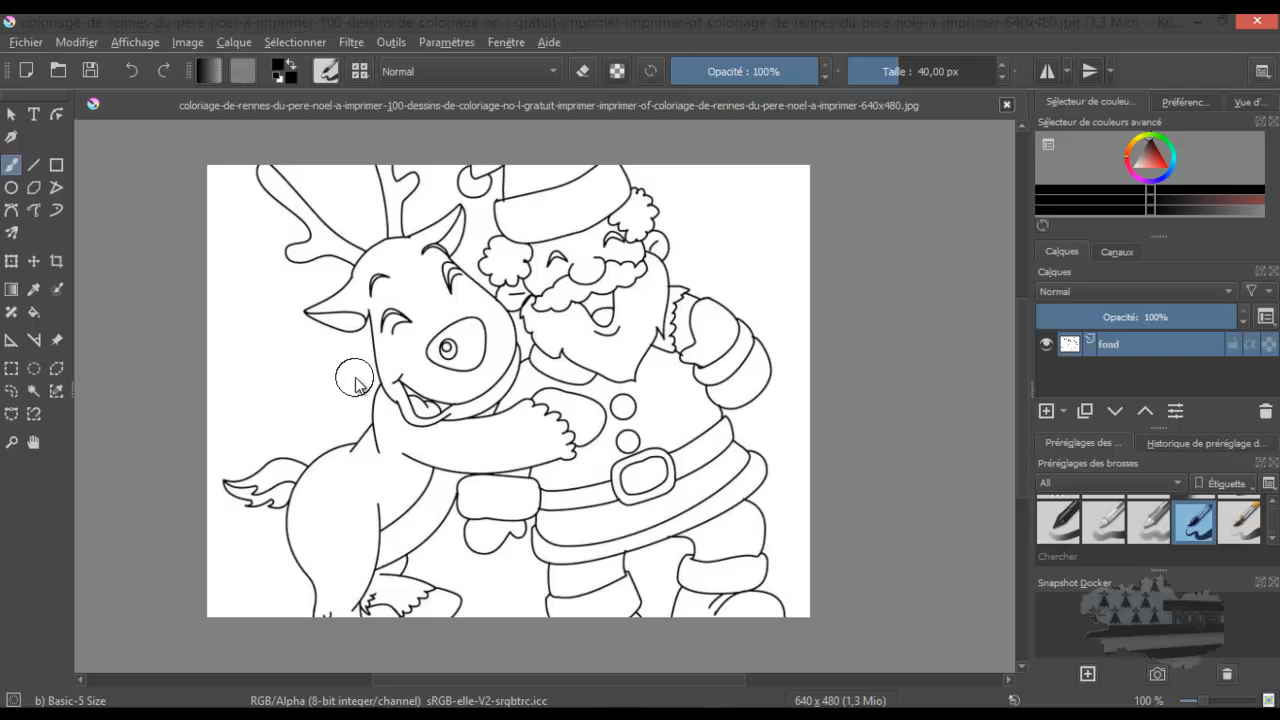 coloriage-de-rennes-du-pere-noel-a-imprimer-100-dessins-de-coloriage-no-l-gratuit-imprimer-imprimer-of-coloriage-de-rennes-du-pere-noel-a-imprimer-640x480.jpg (1,3 Mio)
Fichier Modifier Affichage Image Calque Sélectionner Filtre Outils Paramètres Fenêtre Aide
Normal Opacité : 100% Taille : 40,00 px
coloriage-de-rennes-du-pere-noel-a-imprimer-100-dessins-de-coloriage-no-l-gratuit-imprimer-imprimer-of-coloriage-de-rennes-du-pere-noel-a-imprimer-640x480.jpg
Sélecteur de couleu... Préférenc... Vue d'...
Sélecteur de couleurs avancé
Calques Canaux
Calques
Normal
Opacité: 100%
fond
Préréglages des ... Historique de préréglage d...
Préréglages des brosses
All Étiquette
Chercher
Snapshot Docker
b) Basic-5 Size RGB/Alpha (8-bit integer/channel) sRGB-elle-V2-srgbtrc.icc 640 x 480 (1,3 Mio) 100 %